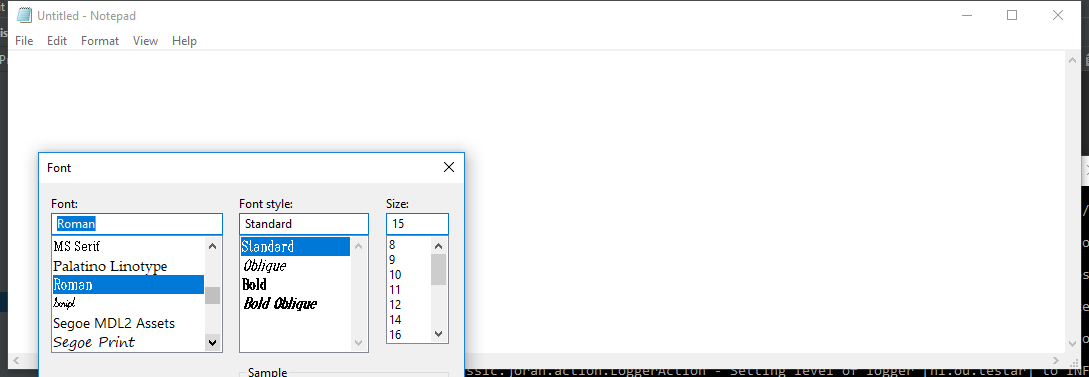 Untitled - Notepad
File Edit Format View Help
Font
Font: Font style: Size:
Roman Standard 15
MS Serif
Palatino Linotype
Roman
Script
Segoe MDL2 Assets
Segoe Print
Standard
Oblique
Bold
Bold Oblique
8
9
10
11
12
14
16
Sample
ssic.joran.action.LoggerAction - Setting level of logger [nl.ou.testar] to INF